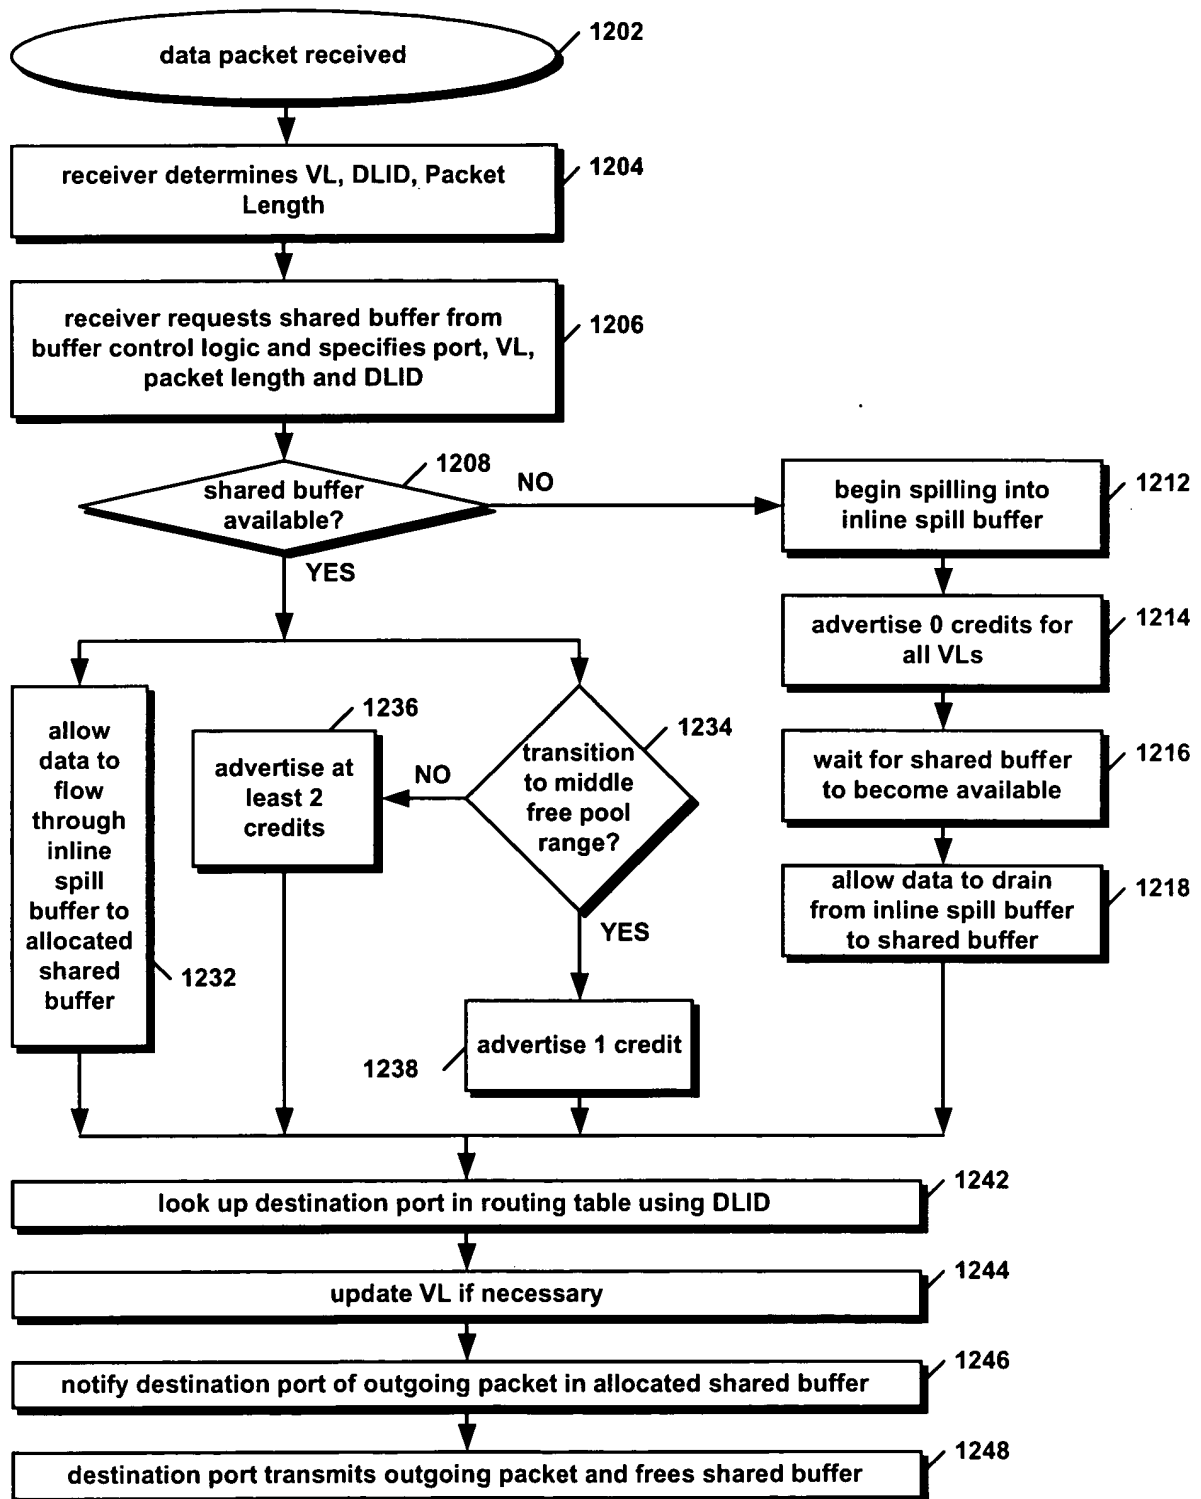 data packet received
1202
receiver determines VL, DLID, Packet
Length
1204
receiver requests shared buffer from
buffer control logic and specifies port, VL,
packet length and DLID
1206
shared buffer
available?
1208
NO
YES
begin spilling into
inline spill buffer
1212
advertise 0 credits for
all VLs
1214
wait for shared buffer
to become available
1216
allow data to drain
from inline spill buffer
to shared buffer
1218
allow
data to
flow
through
inline
spill
buffer to
allocated
shared
buffer
1232
advertise at
least 2
credits
1236
NO
transition
to middle
free pool
range?
1234
YES
advertise 1 credit
1238
look up destination port in routing table using DLID
1242
update VL if necessary
1244
notify destination port of outgoing packet in allocated shared buffer
1246
destination port transmits outgoing packet and frees shared buffer
1248